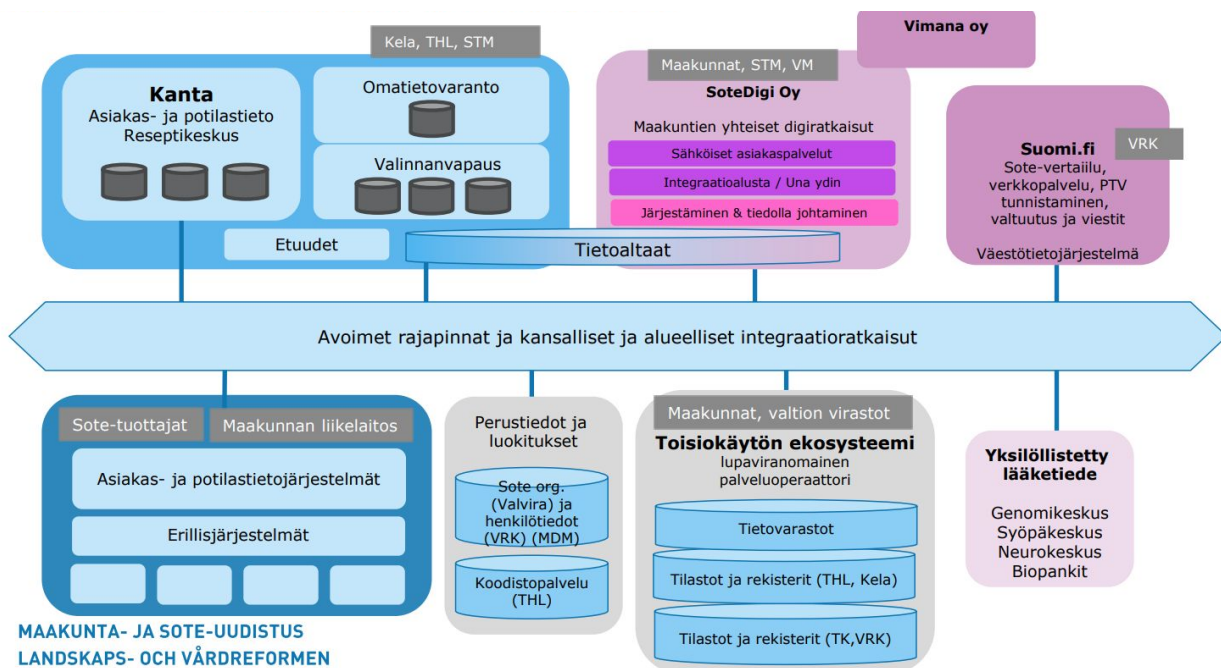 Vimana oy
Kela, THL, STM
Kanta
Asiakas- ja potilastieto
Reseptikeskus
Omatietovaranto
Valinnanvapaus
Etuudet
Tietoaltaat
Maakunnat, STM, VM
SoteDigi Oy
Maakuntien yhteiset digiratkaisut
Sähköiset asiakaspalvelut
Integraatioalusta / Una ydin
Järjestäminen & tiedolla johtaminen
VRK
Suomi.fi
Sote-vertaiilu,
verkkopalvelu, PTV
tunnistaminen,
valtuutus ja viestit
Väestötietojärjestelmä
Avoimet rajapinnat ja kansalliset ja alueelliset integraatioratkaisut
Sote-tuottajat
Maakunnan liikelaitos
Asiakas- ja potilastietojärjestelmät
Erillisjärjestelmät
Perustiedot ja
luokitukset
Sote org.
(Valvira) ja
henkilötiedot
(VRK) (MDM)
Koodistopalvelu
(THL)
Maakunnat, valtion virastot
Toisiokäytön ekosysteemi
lupaviranomainen
palveluoperaattori
Tietovarastot
Tilastot ja rekisterit (THL, Kela)
Tilastot ja rekisterit (TK,VRK)
Yksilöllistetty
lääketiede
Genomikeskus
Syöpäkeskus
Neurokeskus
Biopankit
MAAKUNTA- JA SOTE-UUDISTUS
LANDSKAPS- OCH VÅRDREFORMEN